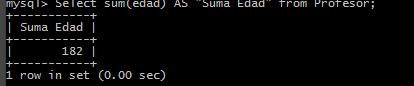 mysql> Select sum(edad) AS "Suma Edad" from Profesor;
+-----------+
| Suma Edad |
+-----------+
|       182 |
+-----------+
1 row in set (0.00 sec)